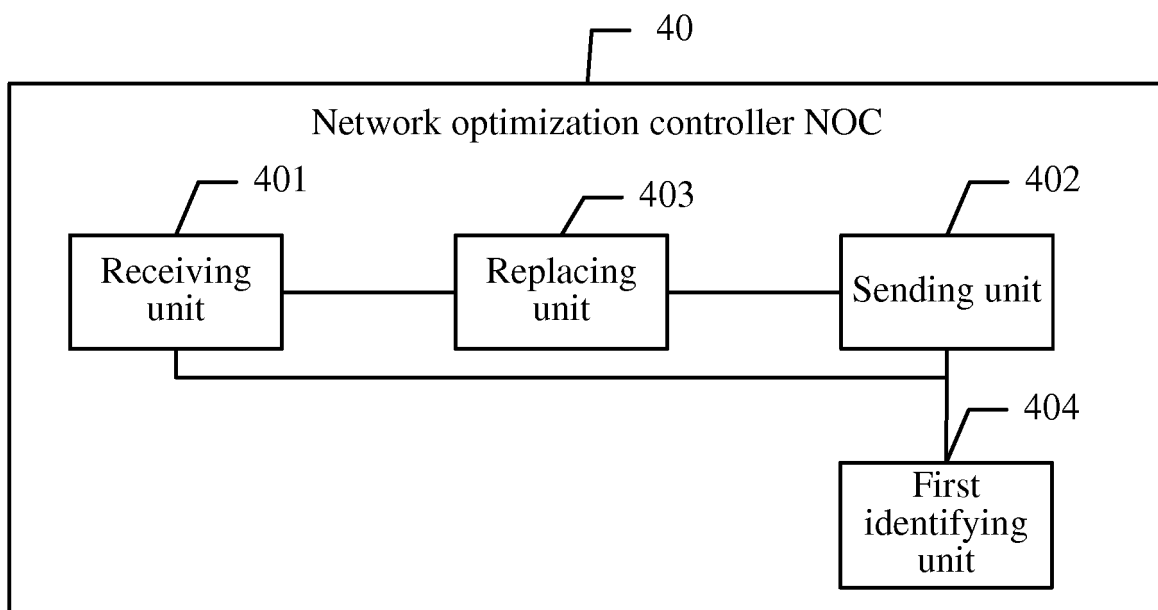 40
Network optimization controller NOC
401
403
402
Receiving
unit
Replacing
unit
Sending unit
404
First
identifying
unit